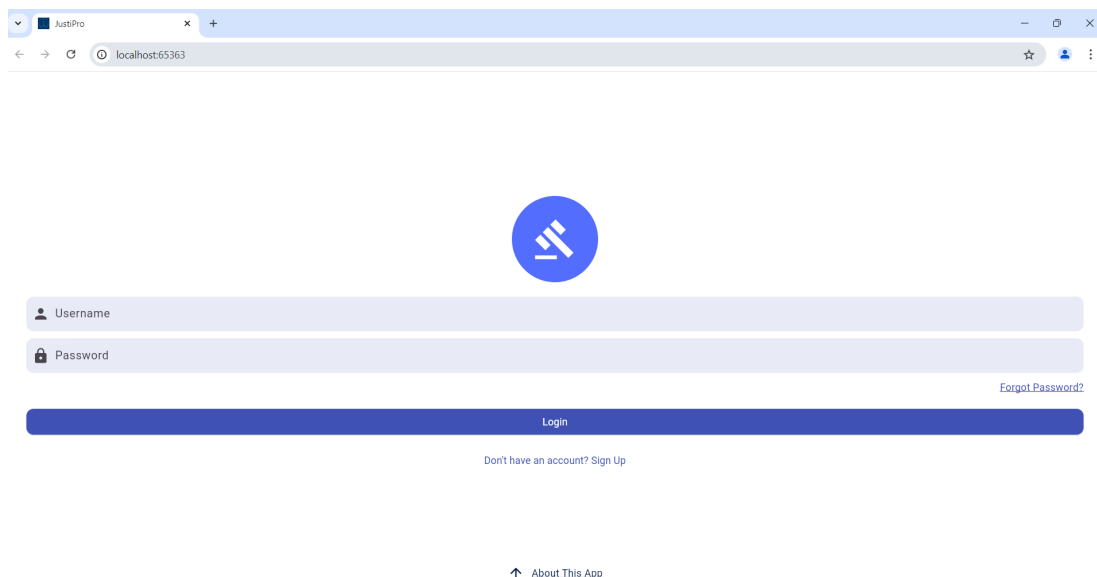 JustiPro
localhost:65363
Username
Password
Forgot Password?
Login
Don't have an account? Sign Up
About This App